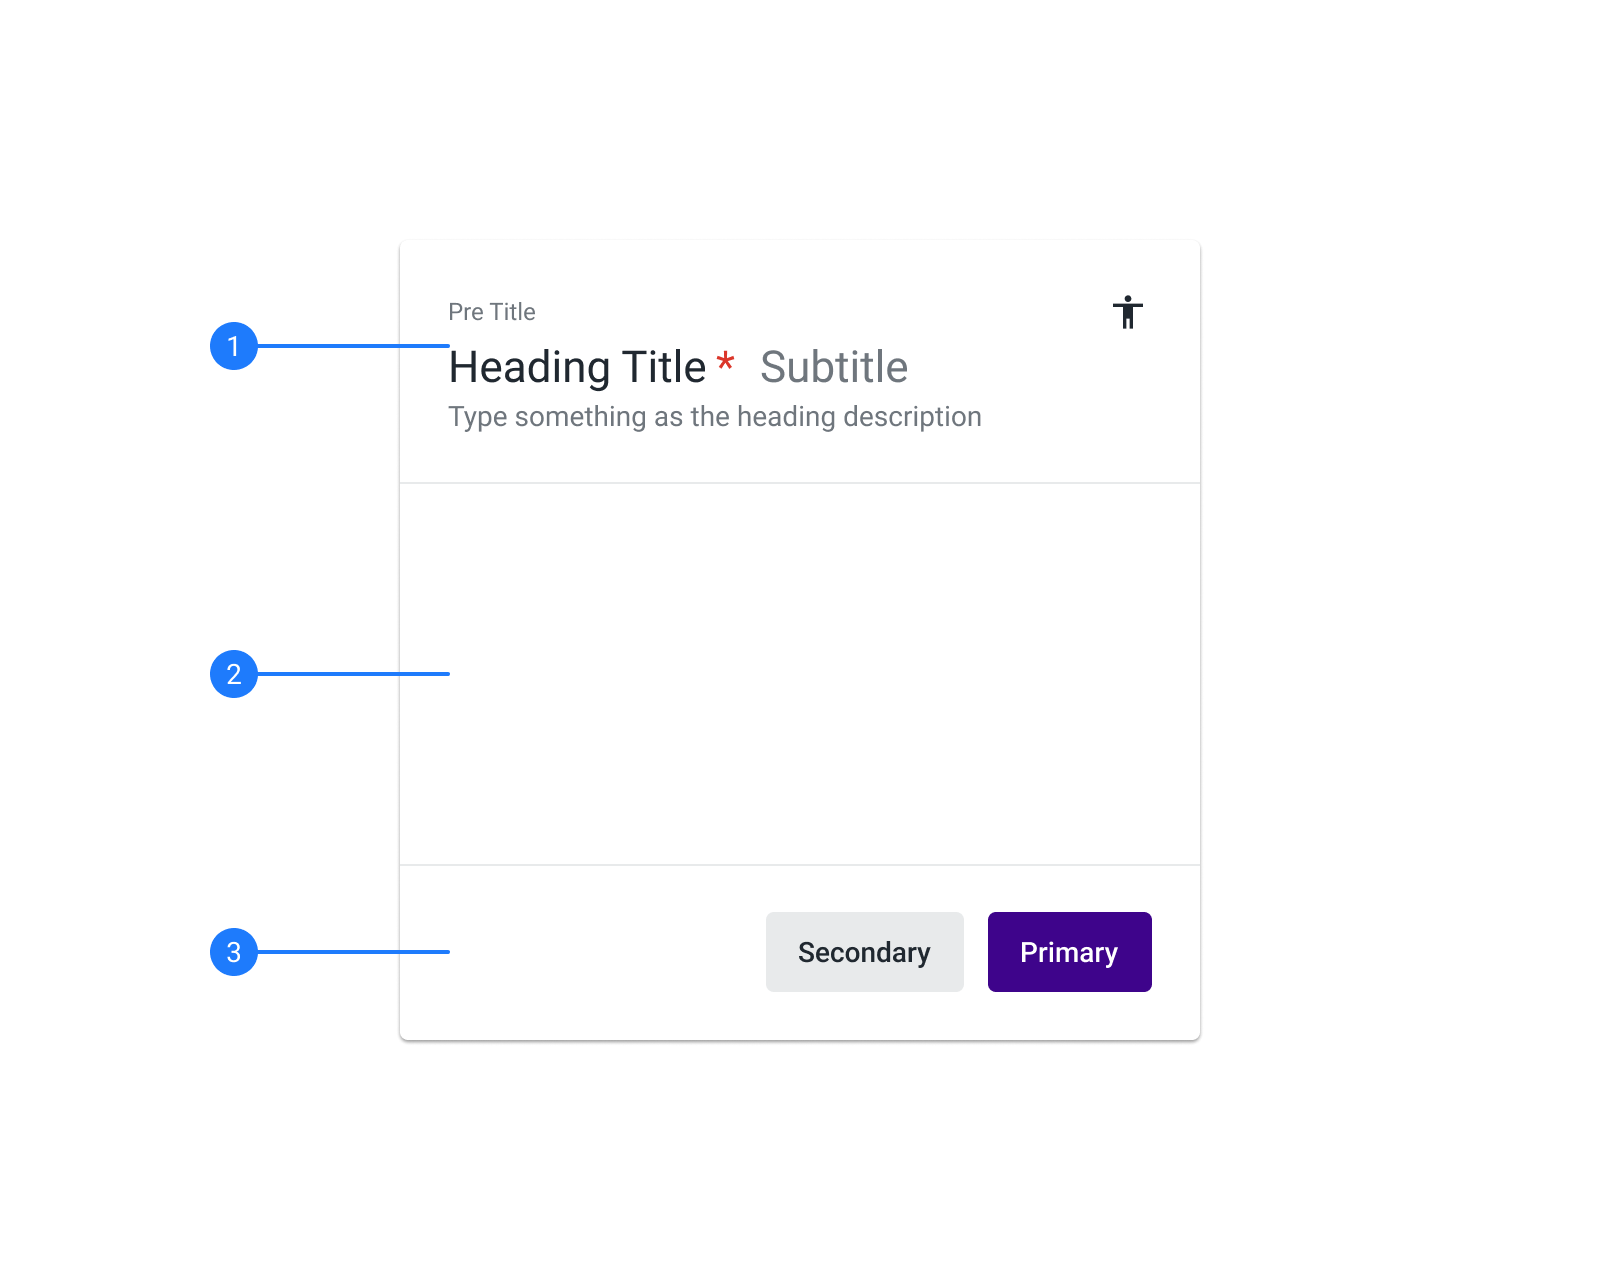 Pre Title
1
Heading Title * Subtitle
Type something as the heading description
2
3
Secondary
Primary